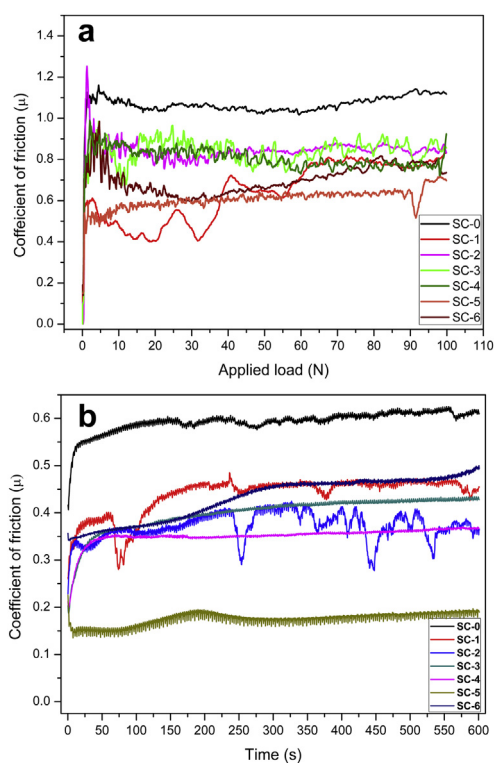 a
Coffeicient of friction (μ)
1.4
1.2
1.0
0.8
0.6
0.4
0.2
0.0
SC-0
SC-1
SC-2
SC-3
SC-4
SC-5
SC-6
0 10 20 30 40 50 60 70 80 90 100 110
Applied load (N)
b
Coefficient of friction (μ)
0.6
0.5
0.4
0.3
0.2
0.1
0.0
SC-0
SC-1
SC-2
SC-3
SC-4
SC-5
SC-6
0 50 100 150 200 250 300 350 400 450 500 550 600
Time (s)